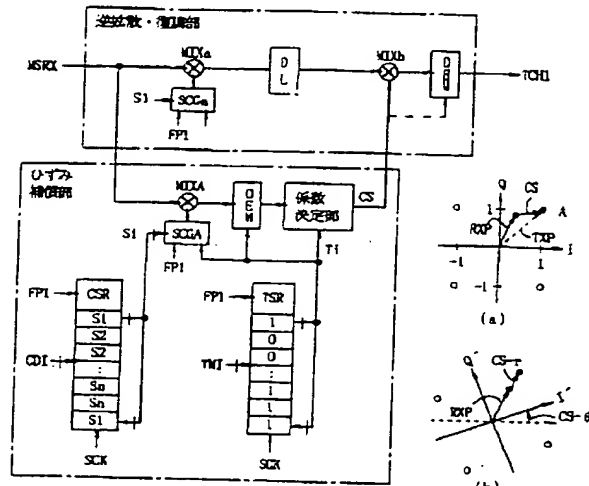 逆拡散・復調部
MSRX
MIXa
D
L
MIXb
D
E
M
TCH1
S1
SCGa
FP1
ひずみ
補償部
MIXA
DEM
係数
決定部
CS
S1
SCGA
FP1
T1
FP1
CSR
S1
S2
S2
:
Sn
Sn
S1
CDI
SCK
FP1
TSR
1
0
0
:
1
1
1
TWI
SCK
Q
1
CS
A
RXP
TXP
I
-1
1
-1
(a)
Q'
CS-r
I'
RXP
CS-θ
(b)